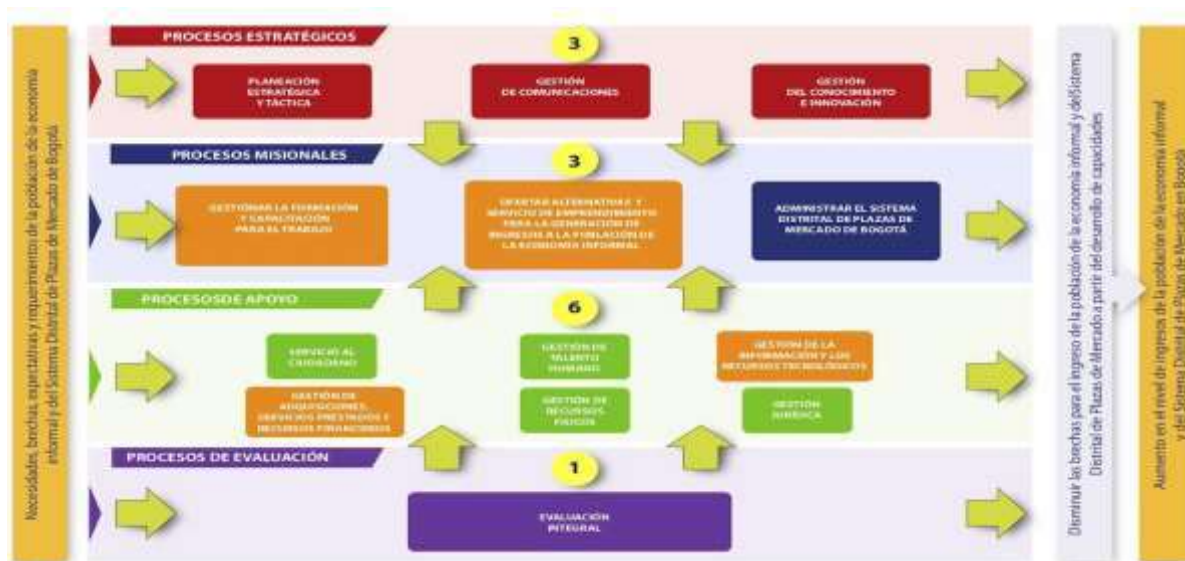 Necesidades, brechas, expectativas y requerimientos de la población de la economía
informal y del Sistema Distrital de Plazas de Mercado de Bogotá
PROCESOS ESTRATÉGICOS
3
PLANEACIÓN
ESTRATÉGICA
Y TÁCTICA
GESTIÓN
DE COMUNICACIONES
GESTIÓN
DEL CONOCIMIENTO
E INNOVACIÓN
PROCESOS MISIONALES
3
GESTIONAR LA FORMACIÓN
Y CAPACITACIÓN
PARA EL TRABAJO
OFERTAR ALTERNATIVAS Y
SERVICIO DE EMPRENDIMIENTO
PARA LA GENERACIÓN DE
INGRESOS A LA POBLACIÓN DE
LA ECONOMÍA INFORMAL
ADMINISTRAR EL SISTEMA
DISTRITAL DE PLAZAS DE
MERCADO DE BOGOTÁ
PROCESOSDE APOYO
6
SERVICIO AL
CIUDADENO
GESTIÓN DE
TALENTO
HUMANO
GESTIÓN DE LA
INFORMACIÓN Y LOS
RECURSOS TECNOLÓGICOS
GESTIÓN DE
ADQUISICIONES,
SERVICIOS PRESTADOS Y
RECURSOS FINANCIEROS
GESTIÓN DE
RECURSOS
FISICOS
GESTIÓN
JURÍDICA
PROCESOS DE EVALUACIÓN
1
EVALUACIÓN
INTEGRAL
Disminuir las brechas para el ingreso de la población de la economía informal y delSistema
Distrital de Plazas de Mercado a partir del desarrollo de capacidades
Aumento en el nivel de ingresos de la población de la economía informal
y del Sistema Distrital de Plazas de Mercado en Bogotá